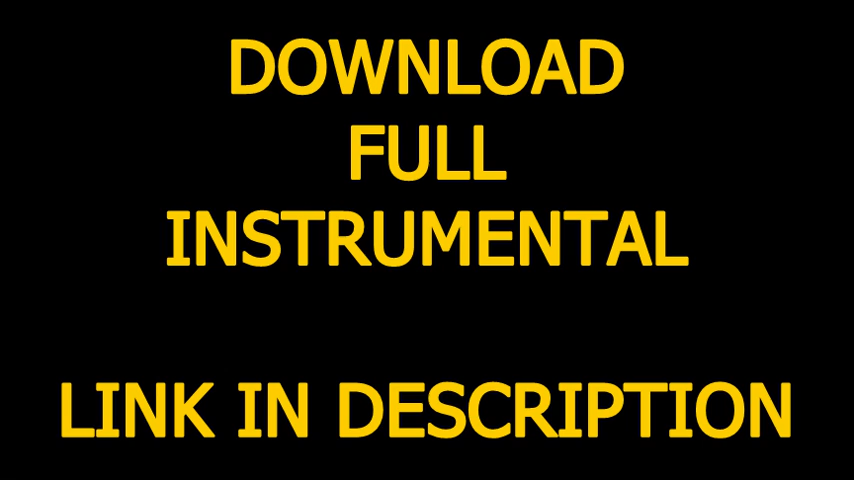 DOWNLOAD
FULL
INSTRUMENTAL
LINK IN DESCRIPTION